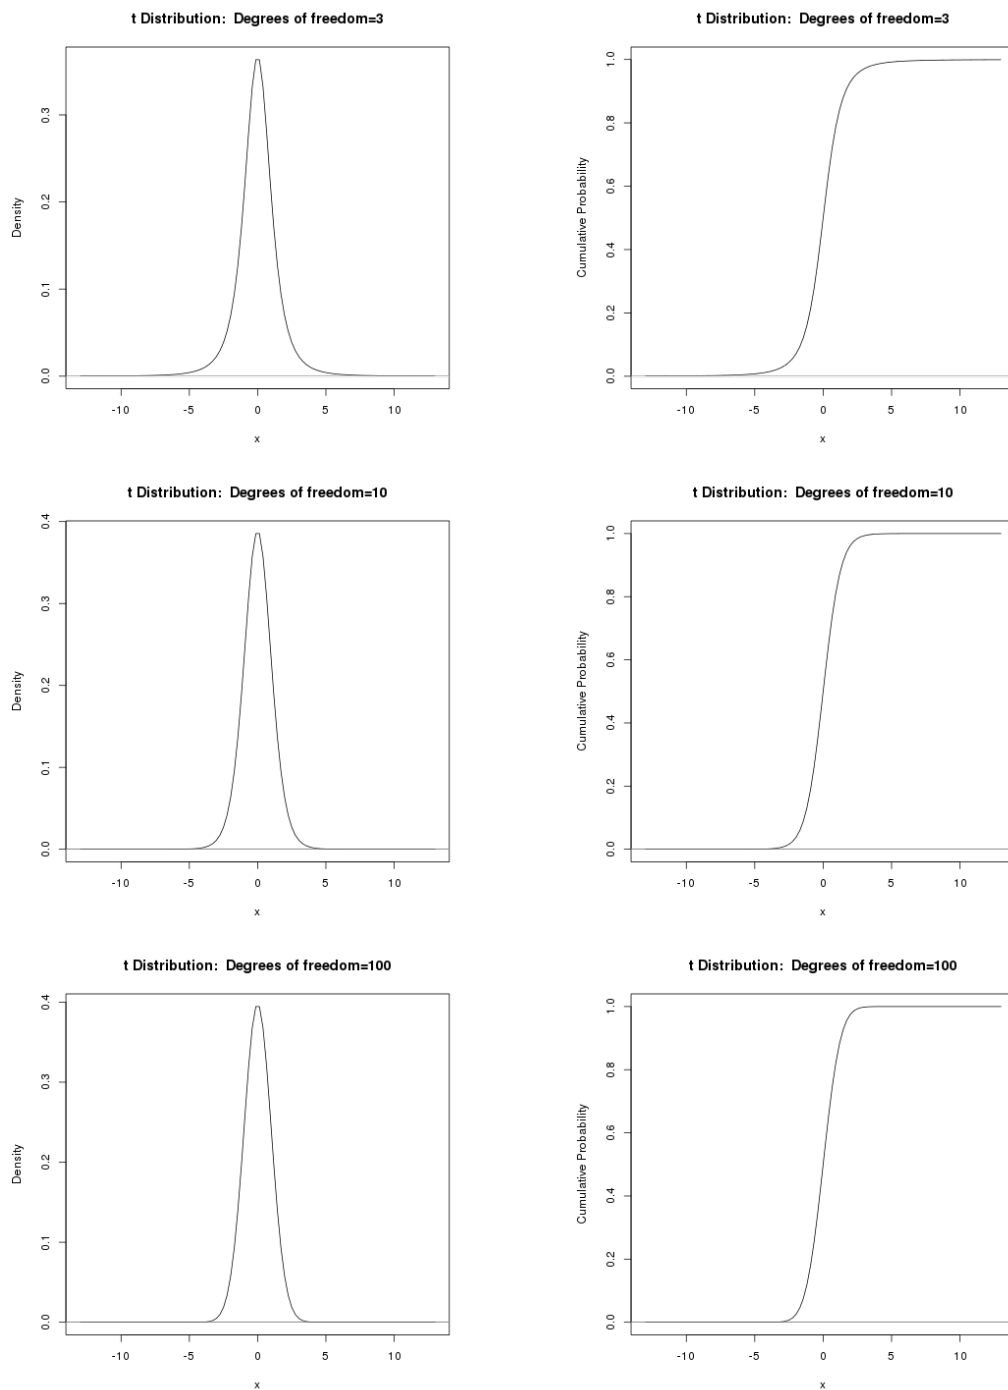 t Distribution:  Degrees of freedom=3
Density
0.0
0.1
0.2
0.3
-10 -5 0 5 10
x
t Distribution:  Degrees of freedom=3
Cumulative Probability
0.0
0.2
0.4
0.6
0.8
1.0
-10 -5 0 5 10
x
t Distribution:  Degrees of freedom=10
Density
0.0
0.1
0.2
0.3
0.4
-10 -5 0 5 10
x
t Distribution:  Degrees of freedom=10
Cumulative Probability
0.0
0.2
0.4
0.6
0.8
1.0
-10 -5 0 5 10
x
t Distribution:  Degrees of freedom=100
Density
0.0
0.1
0.2
0.3
0.4
-10 -5 0 5 10
x
t Distribution:  Degrees of freedom=100
Cumulative Probability
0.0
0.2
0.4
0.6
0.8
1.0
-10 -5 0 5 10
x